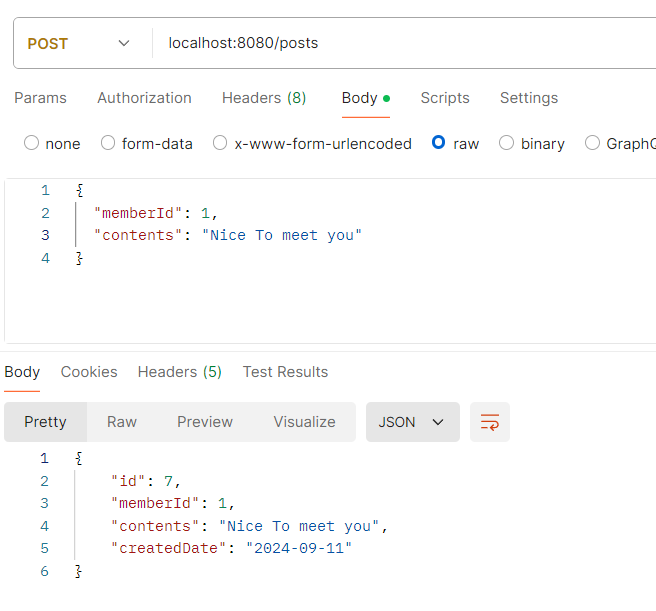 POST localhost:8080/posts
Params Authorization Headers (8) Body Scripts Settings
none form-data x-www-form-urlencoded raw binary GraphQ
1 {
2 "memberId": 1,
3 "contents": "Nice To meet you"
4 }
Body Cookies Headers (5) Test Results
Pretty Raw Preview Visualize JSON
1 {
2 "id": 7,
3 "memberId": 1,
4 "contents": "Nice To meet you",
5 "createdDate": "2024-09-11"
6 }